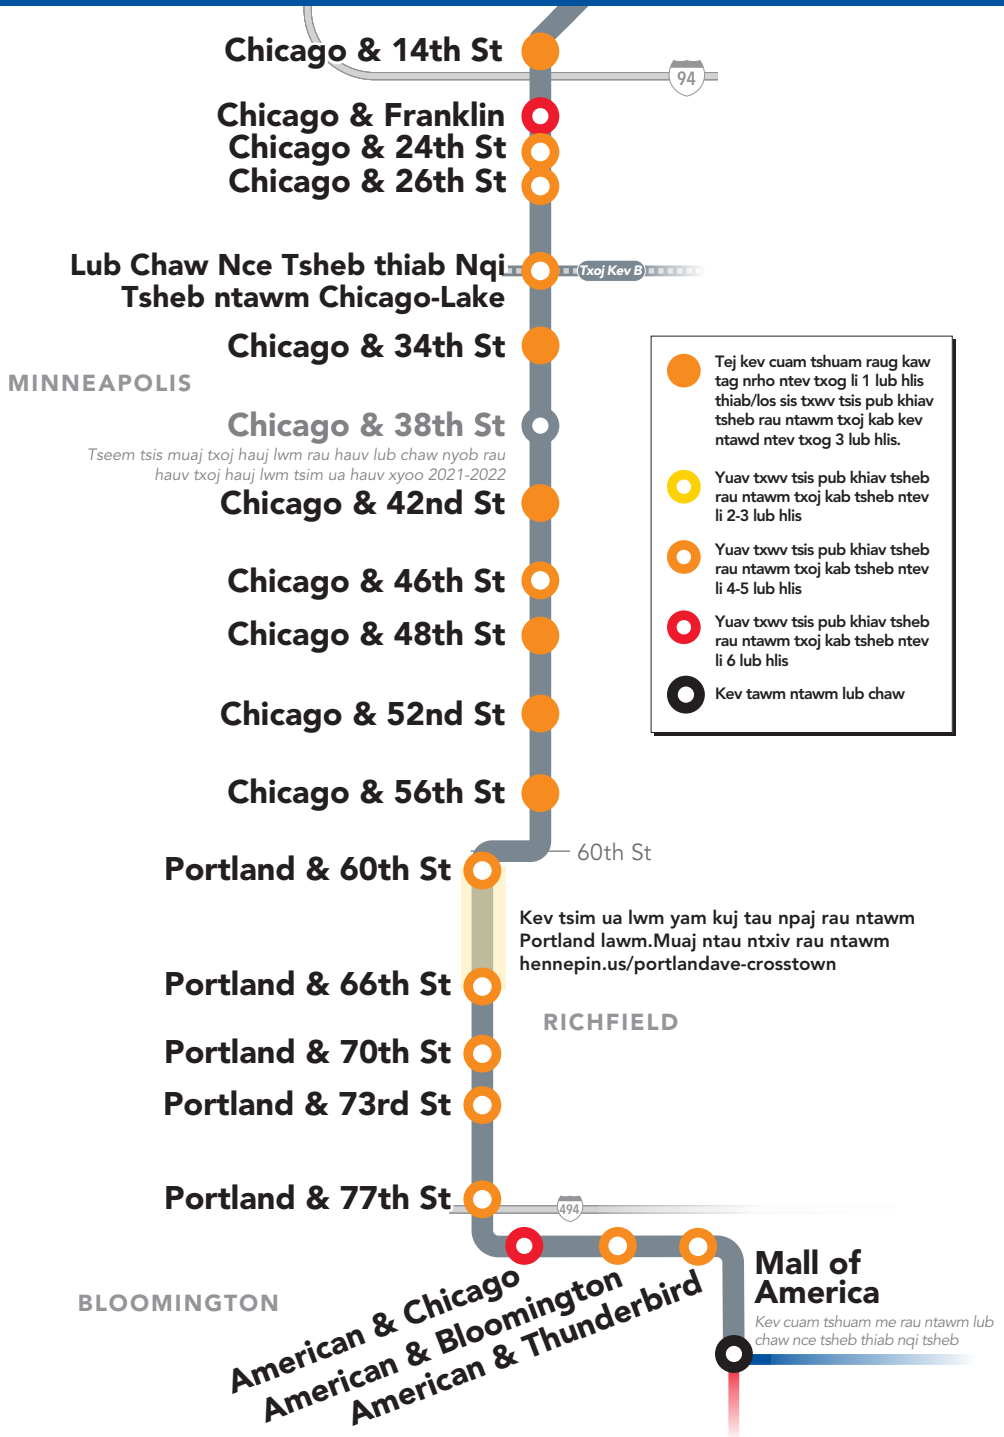 Chicago & 14th St
94
Chicago & Franklin
Chicago & 24th St
Chicago & 26th St
Lub Chaw Nce Tsheb thiab Nqi
Tsheb ntawm Chicago-Lake
Txoj Kev B
Chicago & 34th St
MINNEAPOLIS
Chicago & 38th St
Tseem tsis muaj txoj hauj lwm rau hauv lub chaw nyob rau
hauv txoj hauj lwm tsim ua hauv xyoo 2021-2022
Chicago & 42nd St
Chicago & 46th St
Chicago & 48th St
Chicago & 52nd St
Chicago & 56th St
Tej kev cuam tshuam raug kaw
tag nrho ntev txog li 1 lub hlis
thiab/los sis txwv tsis pub khiav
tsheb rau ntawm txoj kab kev
ntawd ntev txog 3 lub hlis.
Yuav txwv tsis pub khiav tsheb
rau ntawm txoj kab tsheb ntev
li 2-3 lub hlis
Yuav txwv tsis pub khiav tsheb
rau ntawm txoj kab tsheb ntev
li 4-5 lub hlis
Yuav txwv tsis pub khiav tsheb
rau ntawm txoj kab tsheb ntev
li 6 lub hlis
Kev tawm ntawm lub chaw
60th St
Portland & 60th St
Kev tsim ua lwm yam kuj tau npaj rau ntawm
Portland lawm.Muaj ntau ntxiv rau ntawm
hennepin.us/portlandave-crosstown
Portland & 66th St
RICHFIELD
Portland & 70th St
Portland & 73rd St
Portland & 77th St
494
BLOOMINGTON
American & Chicago
American & Bloomington
American & Thunderbird
Mall of
America
Kev cuam tshuam me rau ntawm lub
chaw nce tsheb thiab nqi tsheb